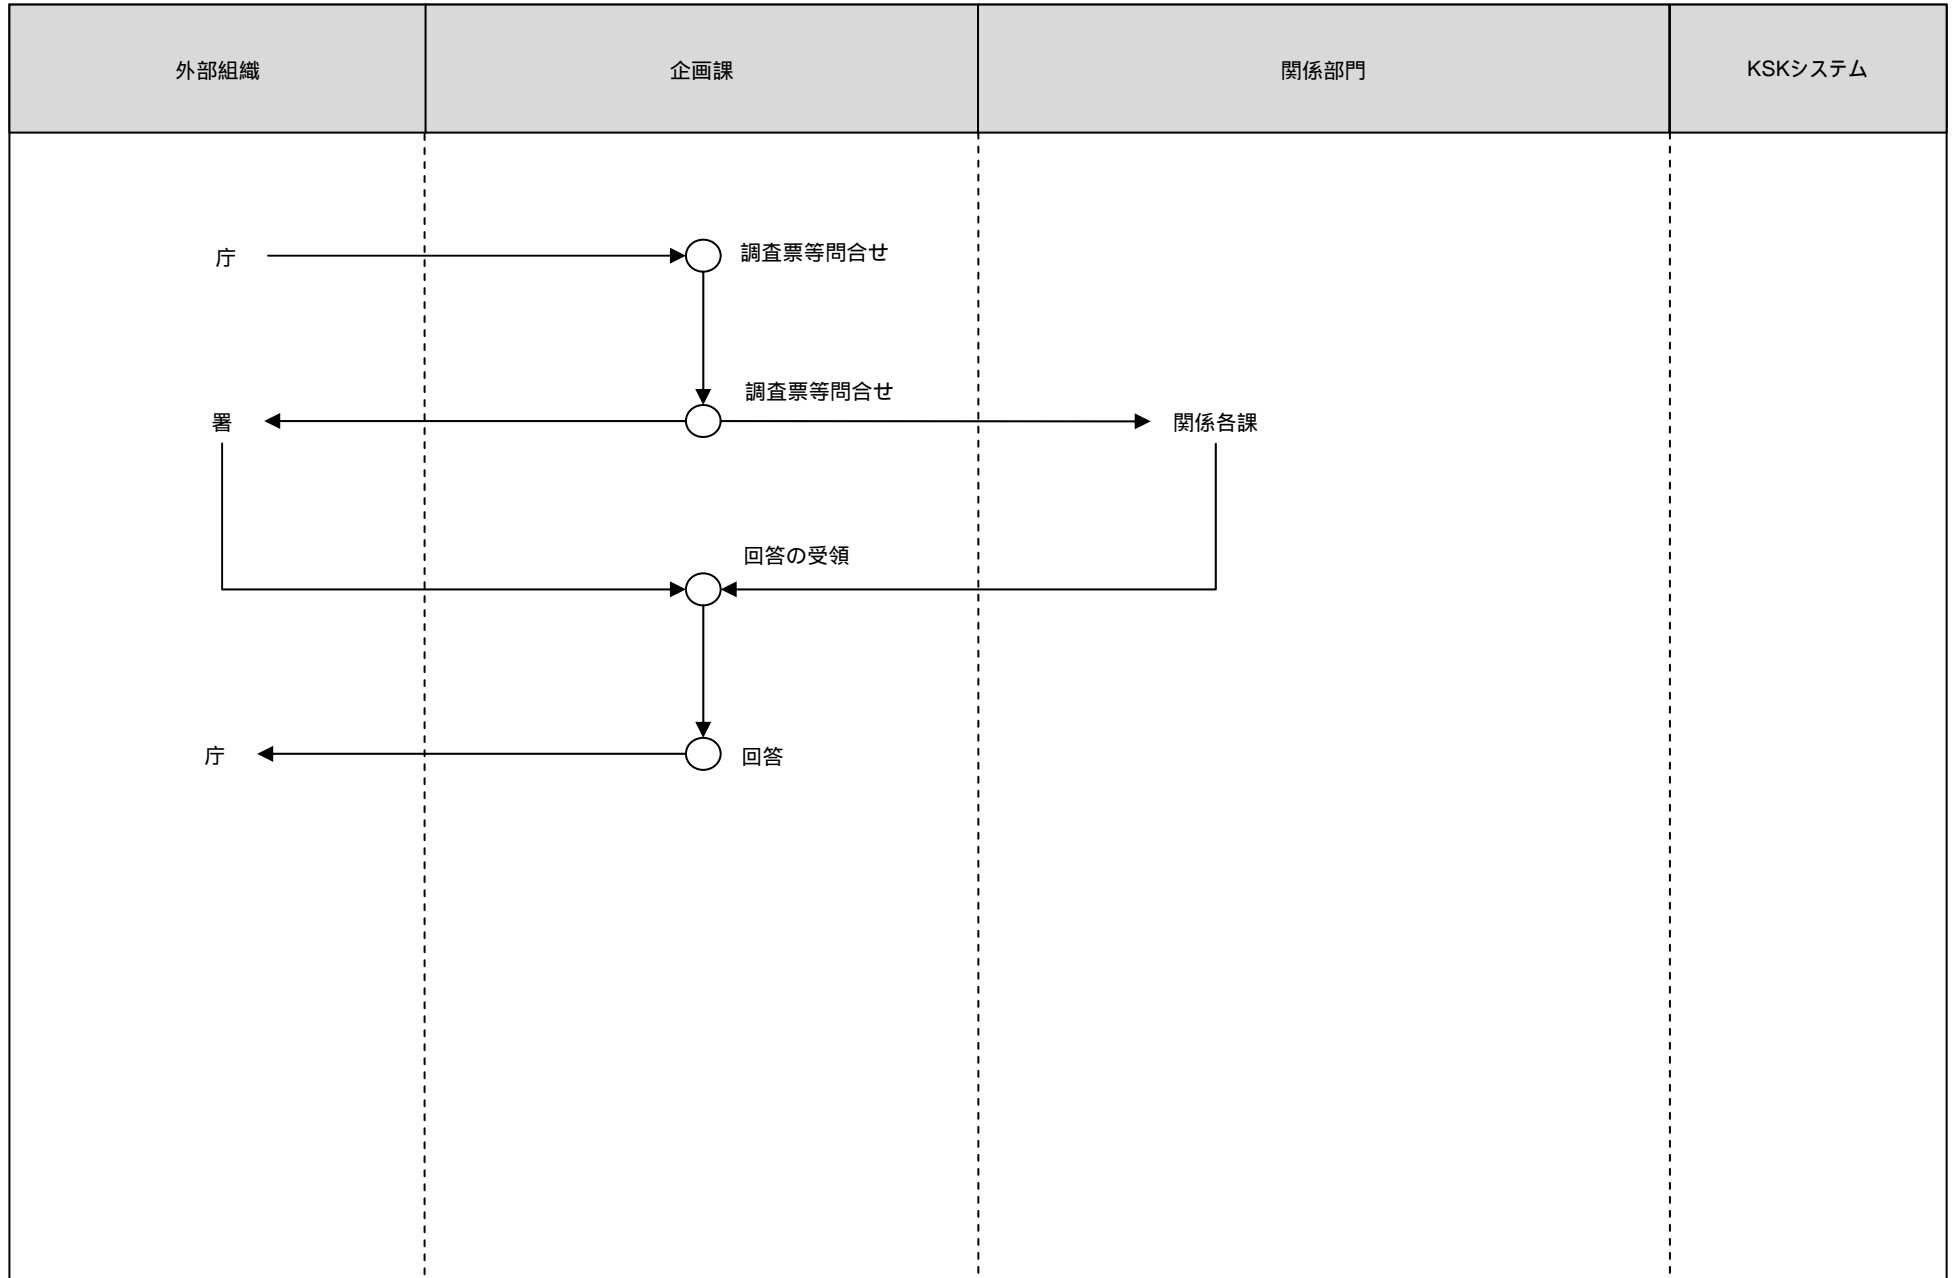 外部組織
企画課
関係部門
KSKシステム
庁
調査票等問合せ
調査票等問合せ
署
関係各課
回答の受領
庁
回答